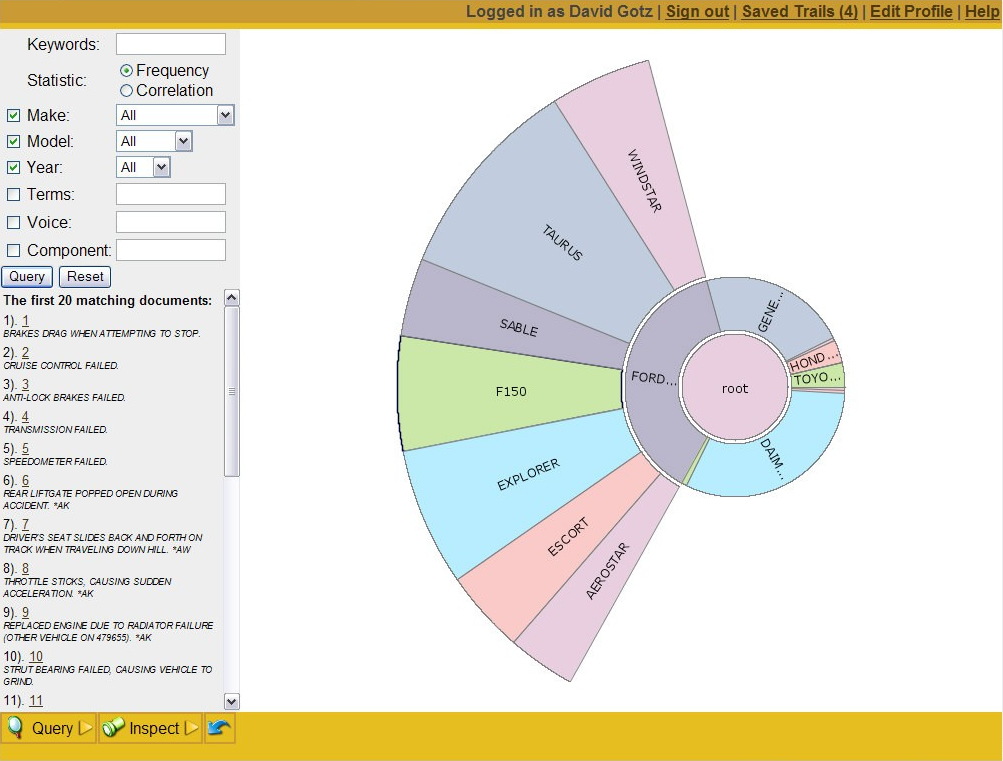 Logged in as David Gotz | Sign out | Saved Trails (4) | Edit Profile | Help
Keywords:
Statistic:
Frequency
Correlation
Make: All
Model: All
Year: All
Terms:
Voice:
Component:
Query Reset
The first 20 matching documents:
1). 1
BRAKES DRAG WHEN ATTEMPTING TO STOP.
2). 2
CRUISE CONTROL FAILED.
3). 3
ANTI-LOCK BRAKES FAILED.
4). 4
TRANSMISSION FAILED.
5). 5
SPEEDOMETER FAILED.
6). 6
REAR LIFTGATE POPPED OPEN DURING
ACCIDENT. *AK
7). 7
DRIVER'S SEAT SLIDES BACK AND FORTH ON
TRACK WHEN TRAVELING DOWN HILL. *AW
8). 8
THROTTLE STICKS, CAUSING SUDDEN
ACCELERATION. *AK
9). 9
REPLACED ENGINE DUE TO RADIATOR FAILURE
(OTHER VEHICLE ON 479655). *AK
10). 10
STRUT BEARING FAILED, CAUSING VEHICLE TO
GRIND.
11). 11
Query Inspect
WINDSTAR
TAURUS
SABLE
F150
EXPLORER
ESCORT
AEROSTAR
FORD...
GENE...
HOND...
TOYO...
DAIM...
root